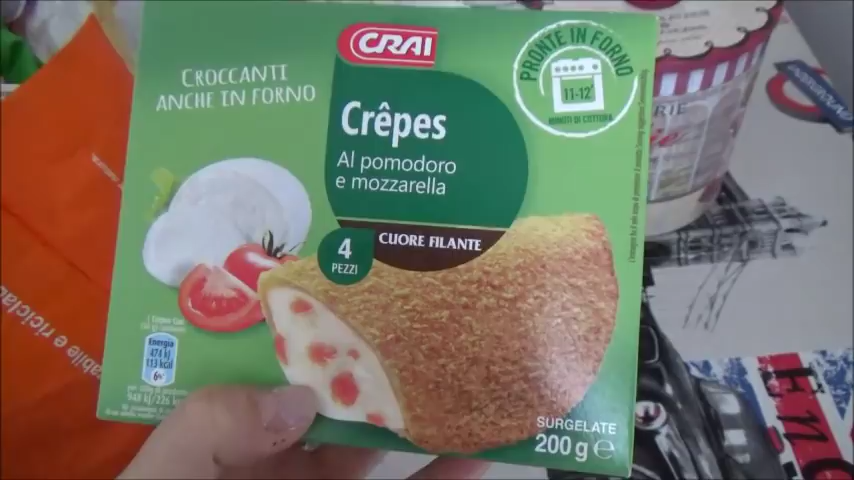 CRAI
CROCCANTI
ANCHE IN FORNO
PRONTE IN FORNO
11-12'
MINUTI DI COTTURA
Crêpes
Al pomodoro
e mozzarella
CUORE FILANTE
4
PEZZI
Energia
474 kJ
113 kcal
6%
SURGELATE
200 g e